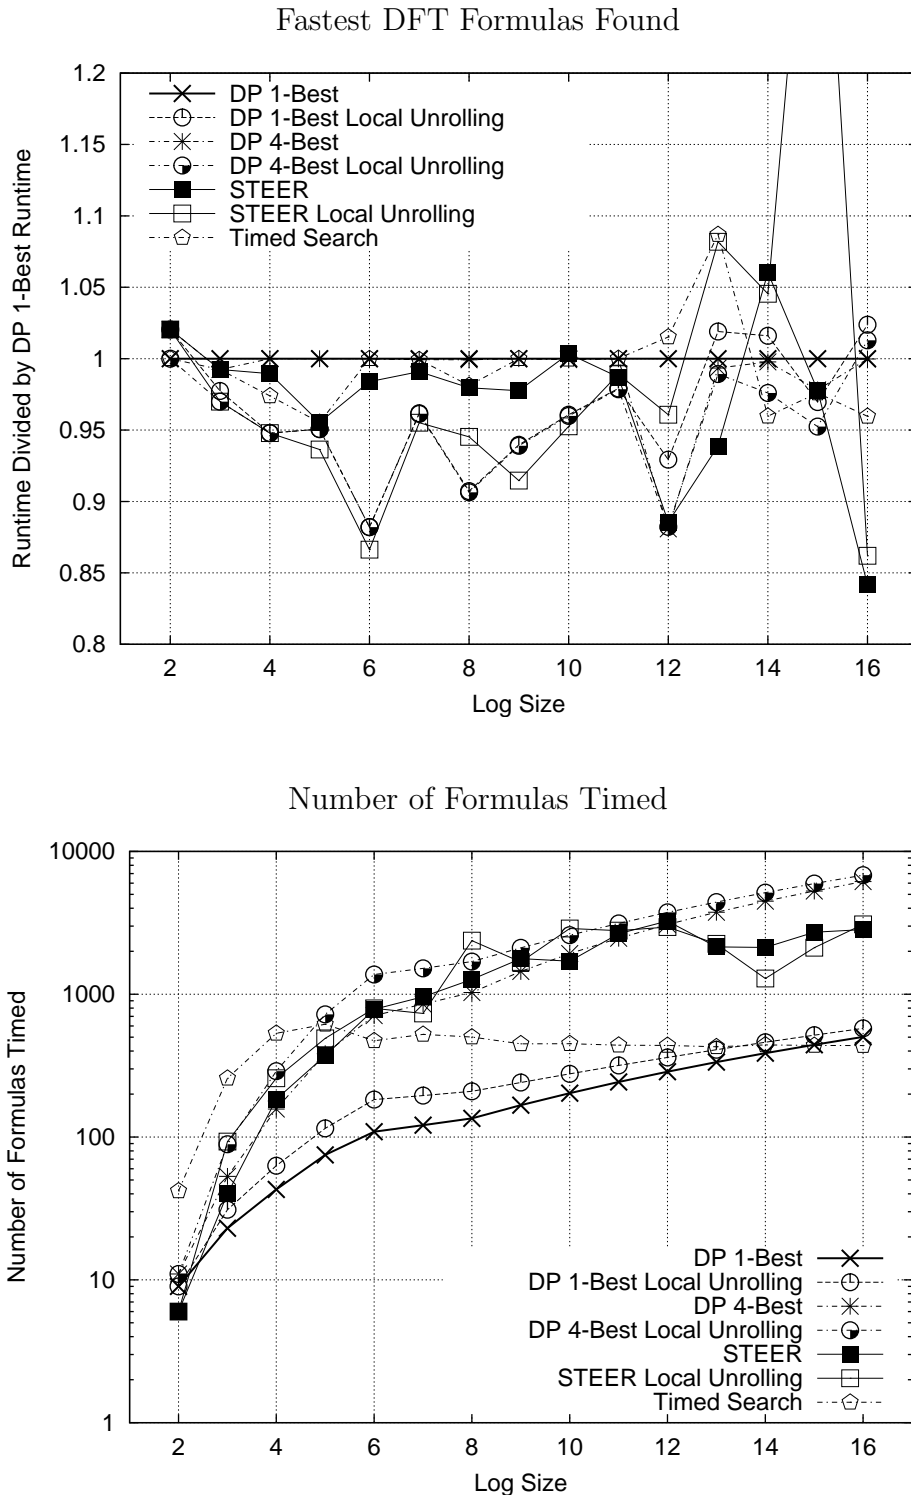 Fastest DFT Formulas Found
1.2
1.15
1.1
1.05
1
0.95
0.9
0.85
0.8
Runtime Divided by DP 1-Best Runtime
DP 1-Best
DP 1-Best Local Unrolling
DP 4-Best
DP 4-Best Local Unrolling
STEER
STEER Local Unrolling
Timed Search
2 4 6 8 10 12 14 16
Log Size
Number of Formulas Timed
10000
1000
100
10
1
Number of Formulas Timed
DP 1-Best
DP 1-Best Local Unrolling
DP 4-Best
DP 4-Best Local Unrolling
STEER
STEER Local Unrolling
Timed Search
2 4 6 8 10 12 14 16
Log Size